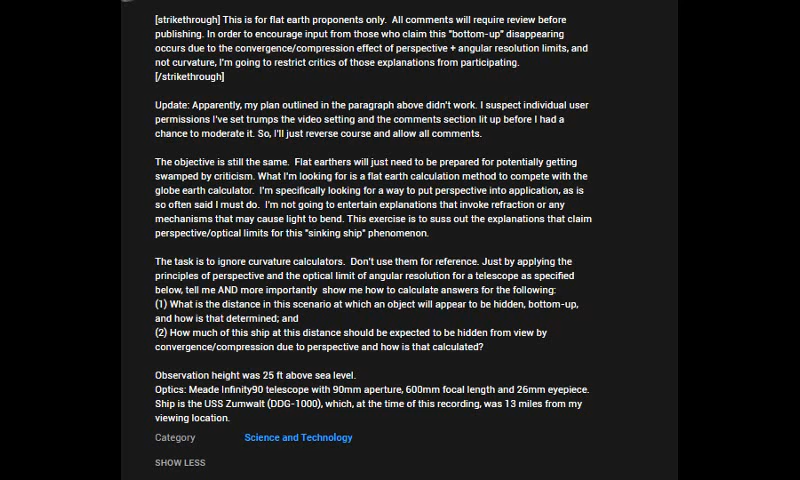 [strikethrough] This is for flat earth proponents only.  All comments will require review before
publishing. In order to encourage input from those who claim this "bottom-up" disappearing
occurs due to the convergence/compression effect of perspective + angular resolution limits, and
not curvature, I'm going to restrict critics of those explanations from participating.
[/strikethrough]
Update: Apparently, my plan outlined in the paragraph above didn't work. I suspect individual user
permissions I've set trumps the video setting and the comments section lit up before I had a
chance to moderate it. So, I'll just reverse course and allow all comments.
The objective is still the same.  Flat earthers will just need to be prepared for potentially getting
swamped by criticism. What I'm looking for is a flat earth calculation method to compete with the
globe earth calculator.  I'm specifically looking for a way to put perspective into application, as is
so often said I must do.  I'm not going to entertain explanations that invoke refraction or any
mechanisms that may cause light to bend. This exercise is to suss out the explanations that claim
perspective/optical limits for this "sinking ship" phenomenon.
The task is to ignore curvature calculators.  Don't use them for reference. Just by applying the
principles of perspective and the optical limit of angular resolution for a telescope as specified
below, tell me AND more importantly  show me how to calculate answers for the following:
(1) What is the distance in this scenario at which an object will appear to be hidden, bottom-up,
and how is that determined; and
(2) How much of this ship at this distance should be expected to be hidden from view by
convergence/compression due to perspective and how is that calculated?
Observation height was 25 ft above sea level.
Optics: Meade Infinity90 telescope with 90mm aperture, 600mm focal length and 26mm eyepiece.
Ship is the USS Zumwalt (DDG-1000), which, at the time of this recording, was 13 miles from my
viewing location.
Category Science and Technology
SHOW LESS